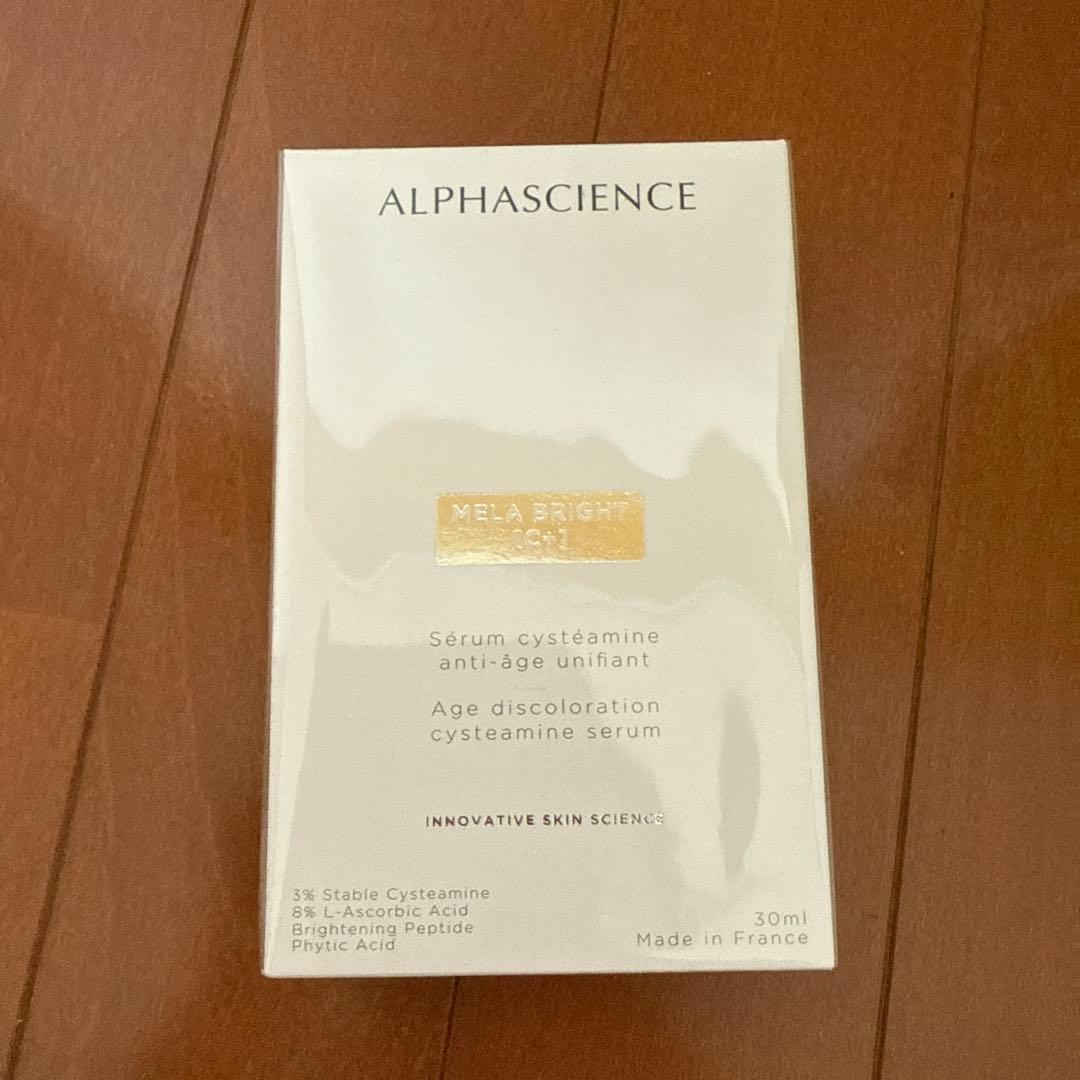 ALPHASCIENCE
MELA BRIGHT
[C+]
Sérum cystéamine
anti-âge unifiant
Age discoloration
cysteamine serum
INNOVATIVE SKIN SCIENCE
3% Stable Cysteamine
8% L-Ascorbic Acid
Brightening Peptide
Phytic Acid
30ml
Made in France